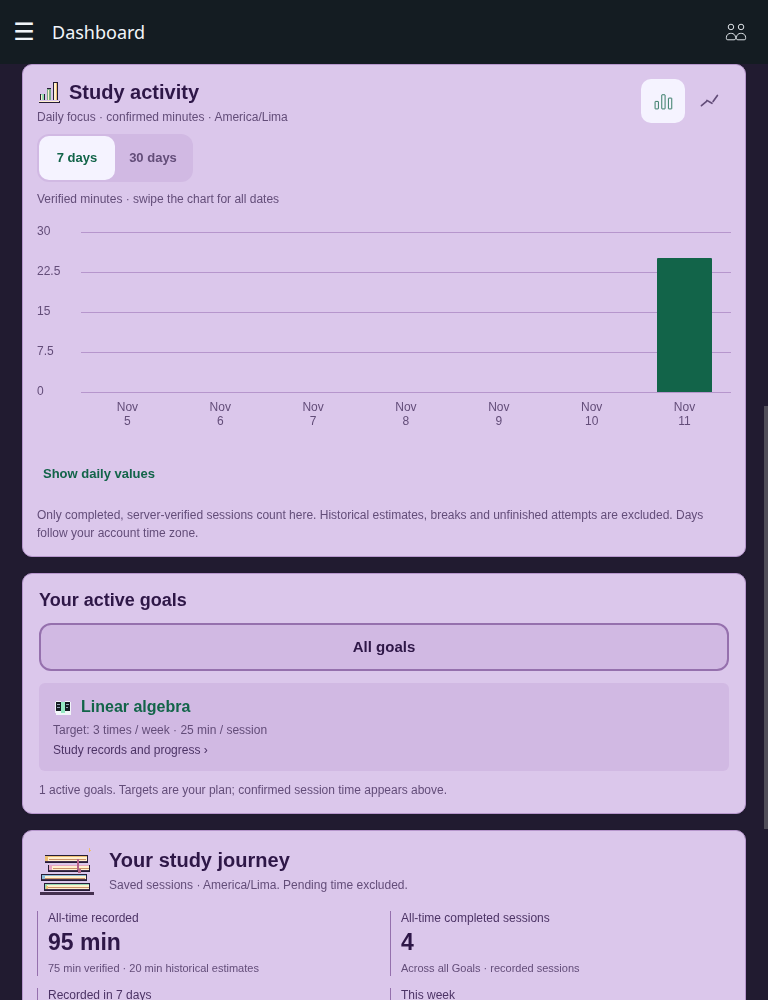 Dashboard
Study activity
Daily focus · confirmed minutes · America/Lima
7 days
30 days
Verified minutes · swipe the chart for all dates
30
22.5
15
7.5
0
Nov
5
Nov
6
Nov
7
Nov
8
Nov
9
Nov
10
Nov
11
Show daily values
Only completed, server-verified sessions count here. Historical estimates, breaks and unfinished attempts are excluded. Days
follow your account time zone.
Your active goals
All goals
Linear algebra
Target: 3 times / week · 25 min / session
Study records and progress ›
1 active goals. Targets are your plan; confirmed session time appears above.
Your study journey
Saved sessions · America/Lima. Pending time excluded.
All-time recorded
95 min
75 min verified · 20 min historical estimates
All-time completed sessions
4
Across all Goals · recorded sessions
Recorded in 7 days
This week